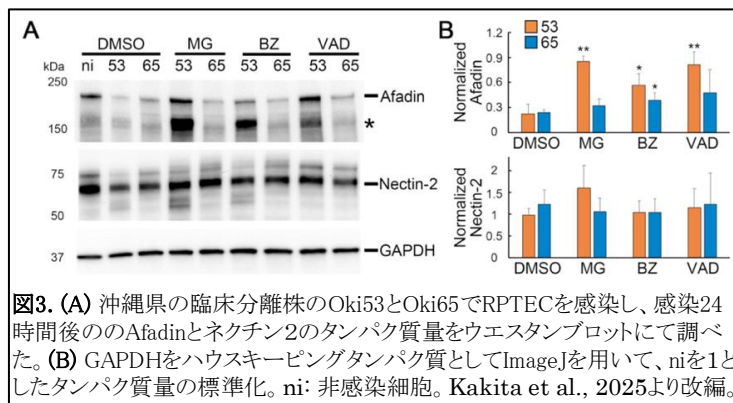 A
DMSO MG BZ VAD
kDa ni 53 65 53 65 53 65 53 65
250
Afadin
150
*
75
Nectin-2
50
37
GAPDH
B
53
65
Normalized Afadin
1.2
0.9
0.6
0.3
0
** * * **
DMSO MG BZ VAD
Normalized Nectin-2
2
1.5
1
0.5
0
DMSO MG BZ VAD
図3. (A) 沖縄県の臨床分離株のOki53とOki65でRPTECを感染し、感染24
時間後ののAfadinとネクチン2のタンパク質量をウエスタンブロットにて調べ
た。(B) GAPDHをハウスキーピングタンパク質としてImageJを用いて、niを1と
したタンパク質量の標準化。ni: 非感染細胞。Kakita et al., 2025より改編。